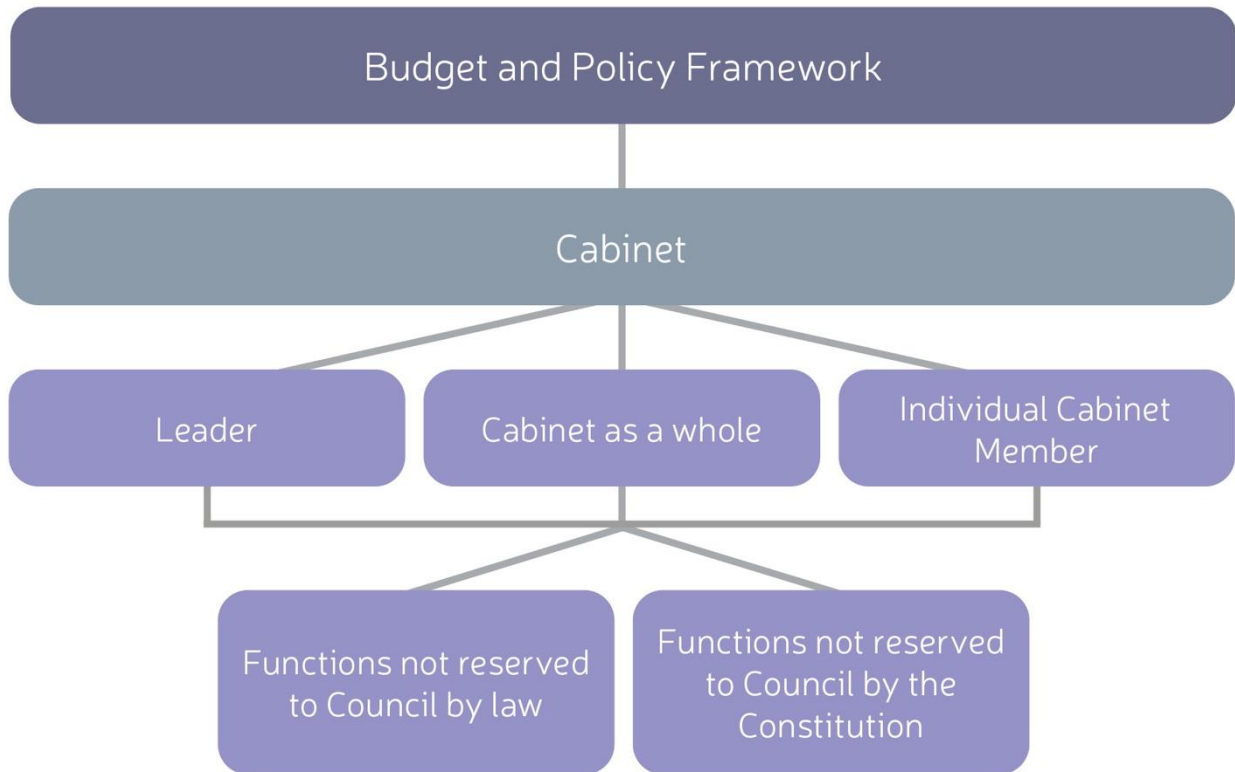 Budget and Policy Framework
Cabinet
Leader
Cabinet as a whole
Individual Cabinet
Member
Functions not reserved
to Council by law
Functions not reserved
to Council by the
Constitution